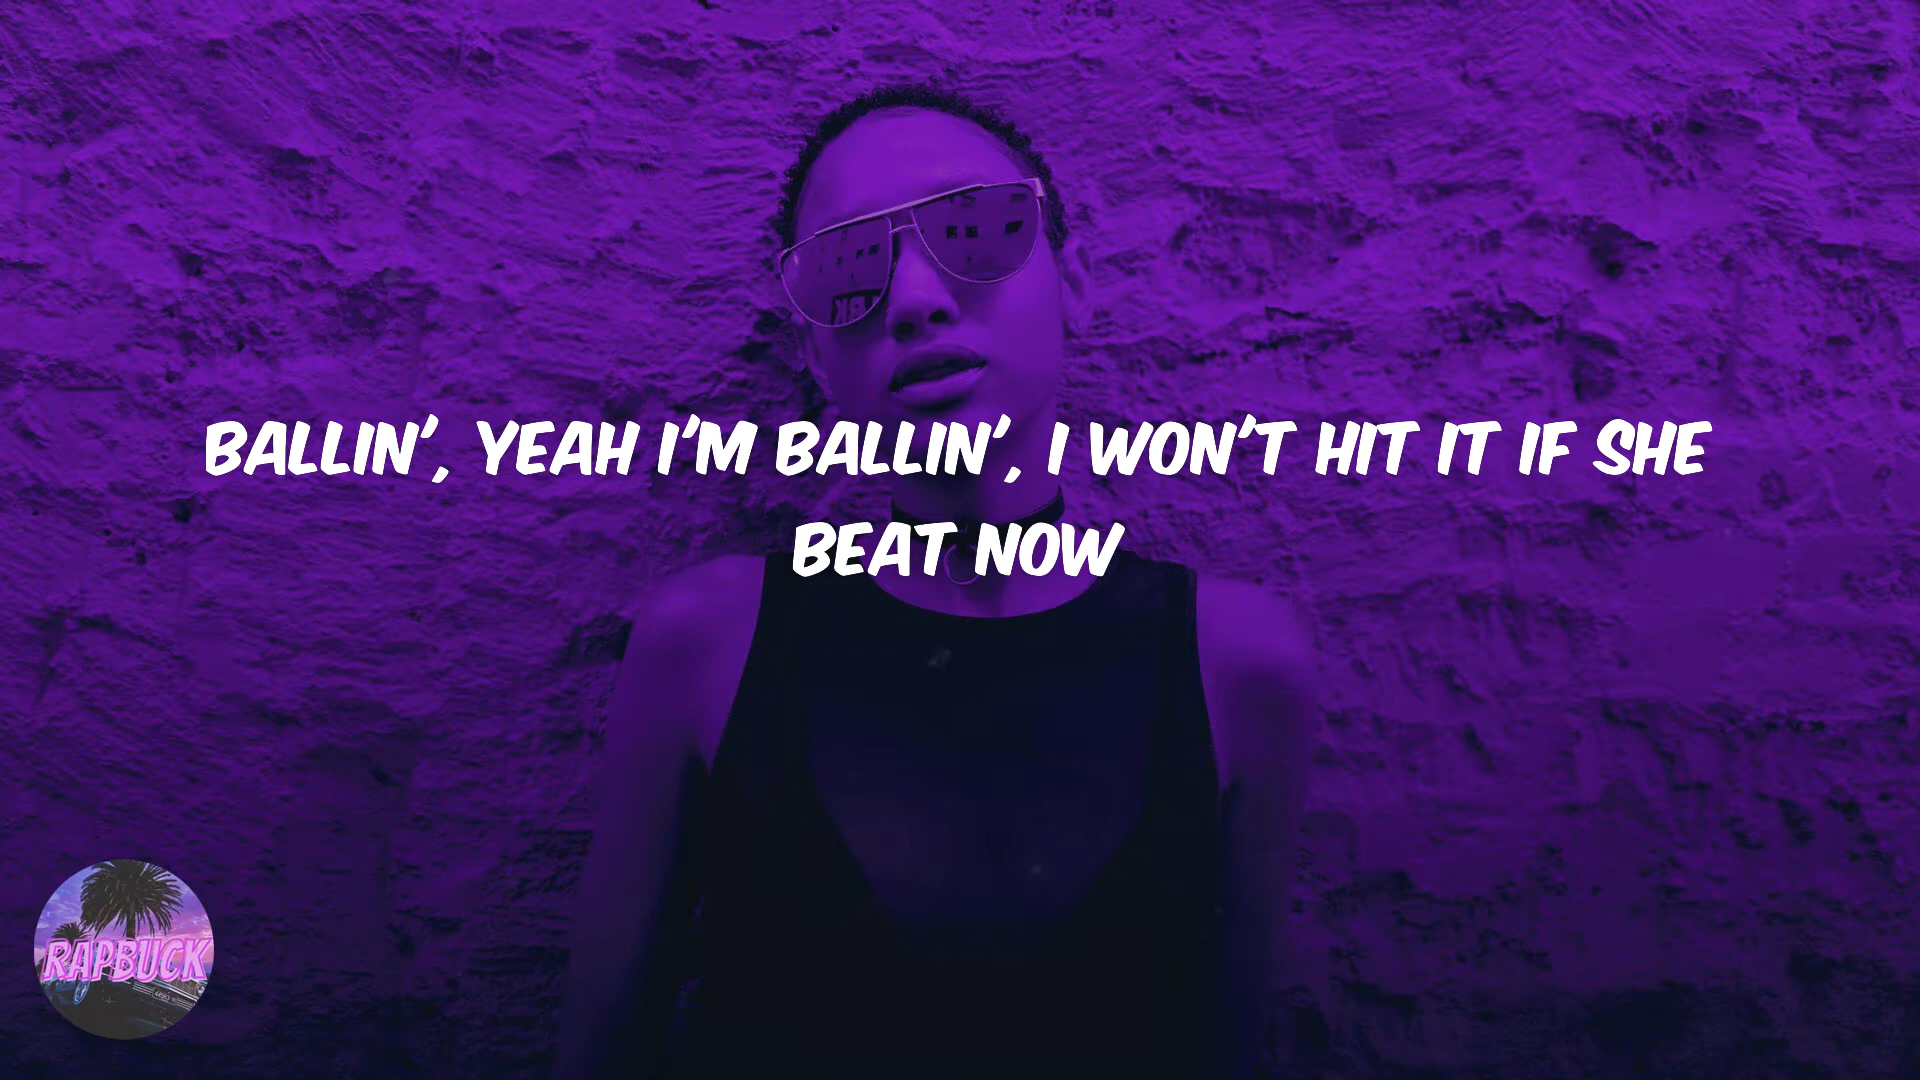 BALLIN', YEAH I'M BALLIN', I WON'T HIT IT IF SHE
BEAT NOW
RAPBUCK